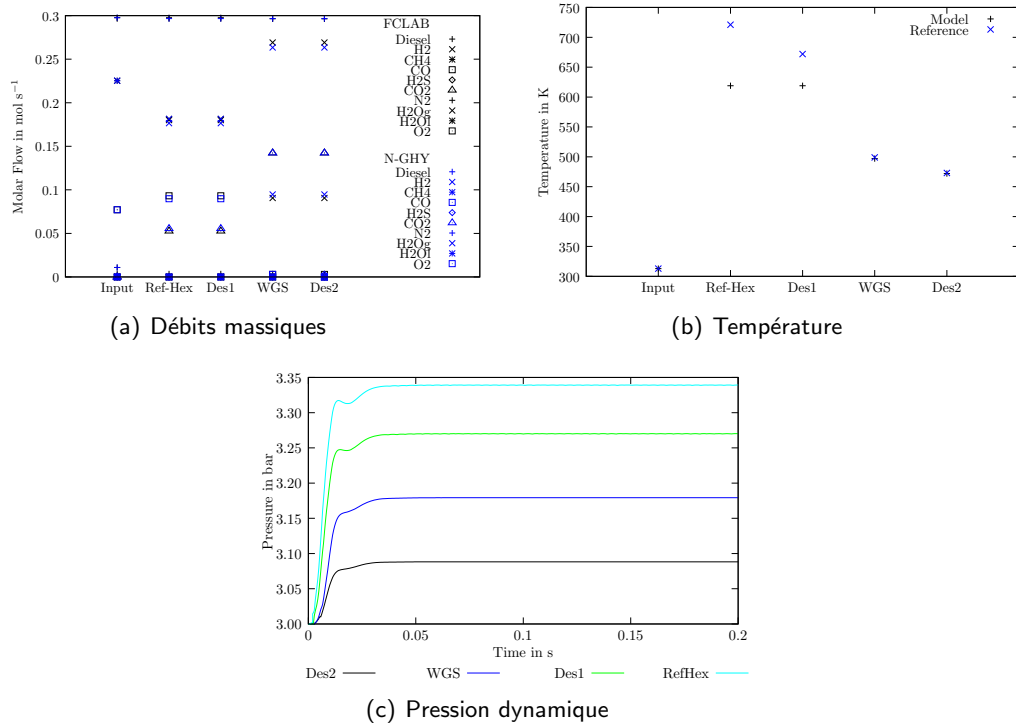 0.3
0.25
0.2
0.15
0.1
0.05
0
Molar Flow in mol s⁻¹
Input Ref-Hex Des1 WGS Des2
FCLAB
Diesel
H2
CH4
CO
H2S
CO2
N2
H2Og
H2Ol
O2
N-GHY
Diesel
H2
CH4
CO
H2S
CO2
N2
H2Og
H2Ol
O2
(a) Débits massiques
750
700
650
600
550
500
450
400
350
300
Temperature in K
Input Ref-Hex Des1 WGS Des2
Model
Reference
(b) Température
3.35
3.30
3.25
3.20
3.15
3.10
3.05
3.00
Pressure in bar
0 0.05 0.1 0.15 0.2
Time in s
Des2 WGS Des1 RefHex
(c) Pression dynamique